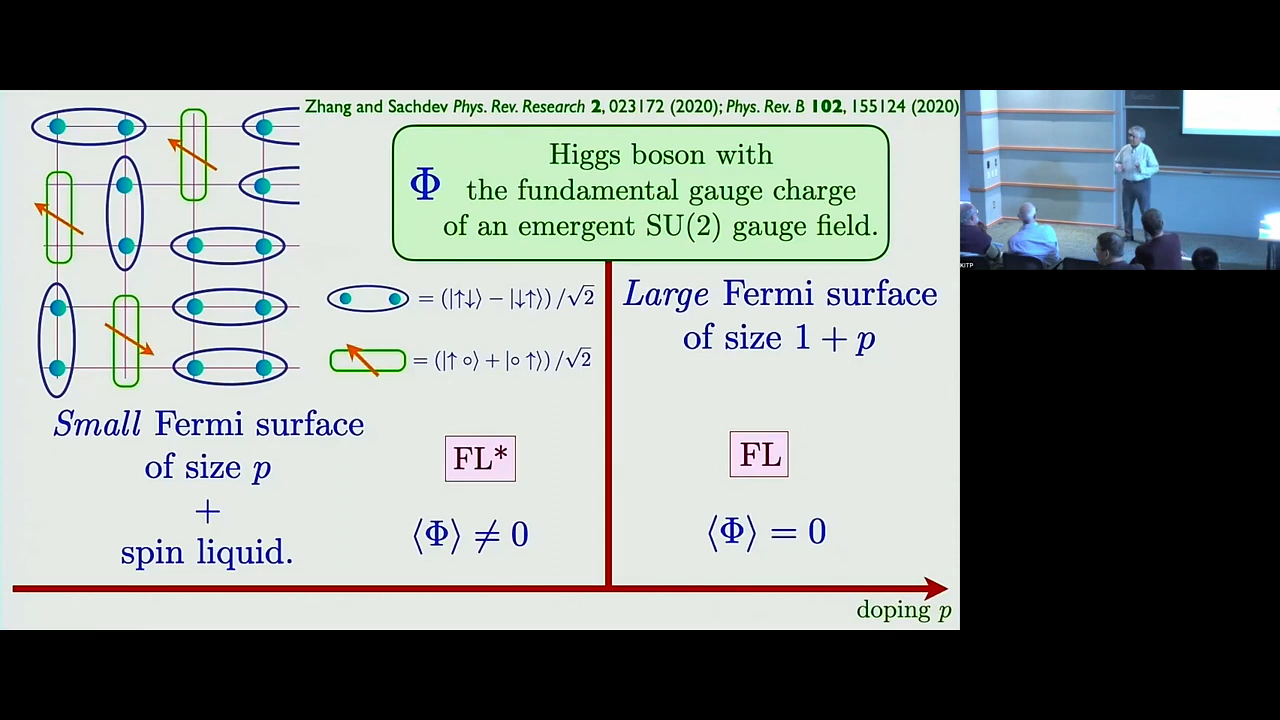 Zhang and Sachdev Phys. Rev. Research 2, 023172 (2020); Phys. Rev. B 102, 155124 (2020)
Φ
Higgs boson with
the fundamental gauge charge
of an emergent SU(2) gauge field.
= (|↑↓⟩ − |↓↑⟩) /√2
= (|↑ ∘⟩ + |∘ ↑⟩) /√2
Large Fermi surface
of size 1 + p
Small Fermi surface
of size p
+
spin liquid.
FL*
⟨Φ⟩ ≠ 0
FL
⟨Φ⟩ = 0
doping p
KITP